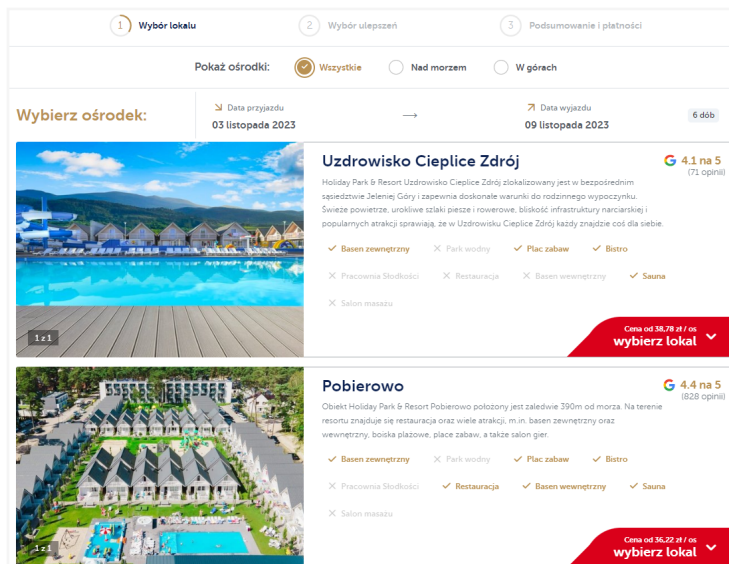 1 Wybór lokalu
2 Wybór ulepszeń
3 Podsumowanie i płatności
Pokaż ośrodki:
Wszystkie
Nad morzem
W górach
Wybierz ośrodek:
Data przyjazdu
03 listopada 2023
Data wyjazdu
09 listopada 2023
6 dób
Uzdrowisko Cieplice Zdrój
4.1 na 5
(71 opinii)
Holiday Park & Resort Uzdrowisko Cieplice Zdrój zlokalizowany jest w bezpośrednim
sąsiedztwie Jeleniej Góry i zapewnia doskonałe warunki do rodzinnego wypoczynku.
Świeże powietrze, urokliwe szlaki piesze i rowerowe, bliskość infrastruktury narciarskiej i
popularnych atrakcji sprawiają, że w Uzdrowisku Cieplice Zdrój każdy znajdzie coś dla siebie.
Basen zewnętrzny
Park wodny
Plac zabaw
Bistro
Pracownia Słodkości
Restauracja
Basen wewnętrzny
Sauna
Salon masażu
1 z 1
Cena od 38,78 zł / os
wybierz lokal
Pobierowo
4.4 na 5
(828 opinii)
Obiekt Holiday Park & Resort Pobierowo położony jest zaledwie 390m od morza. Na terenie
resortu znajduje się restauracja oraz wiele atrakcji, m.in. basen zewnętrzny oraz
wewnętrzny, boiska plażowe, place zabaw, a także salon gier.
Basen zewnętrzny
Park wodny
Plac zabaw
Bistro
Pracownia Słodkości
Restauracja
Basen wewnętrzny
Sauna
Salon masażu
1 z 1
Cena od 36,22 zł / os
wybierz lokal